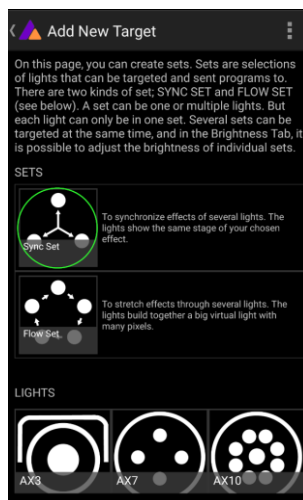 Add New Target
On this page, you can create sets. Sets are selections
of lights that can be targeted and sent programs to.
There are two kinds of set; SYNC SET and FLOW SET
(see below). A set can be one or multiple lights. But
each light can only be in one set. Several sets can be
targeted at the same time, and in the Brightness Tab, it
is possible to adjust the brightness of individual sets.
SETS
To synchronize effects of several lights. The
lights show the same stage of your chosen
effect.
Sync Set
To stretch effects through several lights. The
lights build together a big virtual light with
many pixels.
Flow Set
LIGHTS
AX3
AX7
AX10